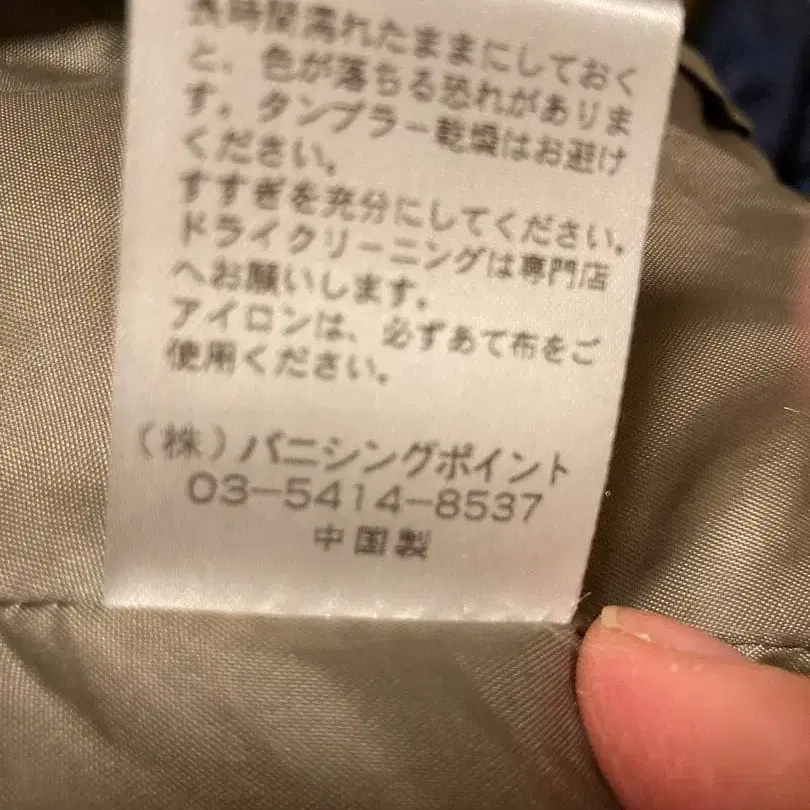 長時間濡れたままにしておく
と、色が落ちる恐れがありま
す。タンブラー乾燥はお避け
ください。
すすぎを充分にしてください。
ドライクリーニングは専門店
へお願いします。
アイロンは、必ずあて布をご
使用ください。
（株）バニシングポイント
03-5414-8537
中国製